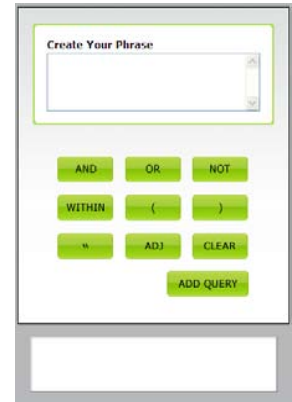 Create Your Phrase
AND OR NOT
WITHIN ( )
ADJ CLEAR
ADD QUERY